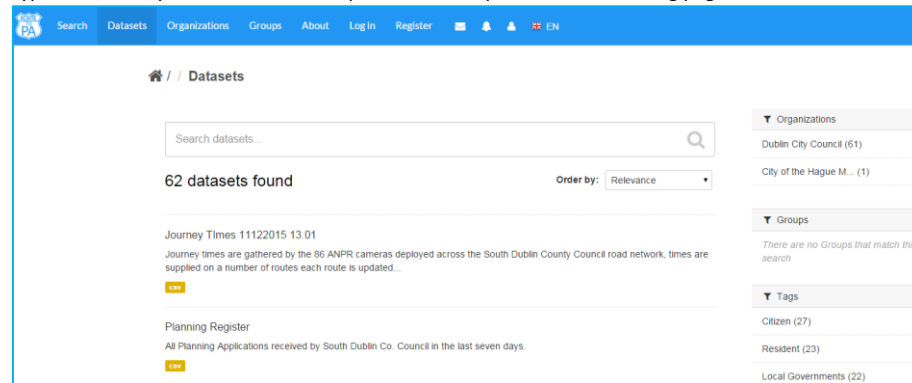 PA Search Datasets Organizations Groups About Log in Register EN
/ / Datasets
Search datasets...
62 datasets found
Order by: Relevance
Journey TImes 11122015 13.01
Journey times are gathered by the 86 ANPR cameras deployed across the South Dublin County Council road network, times are
supplied on a number of routes each route is updated...
CSV
Planning Register
All Planning Applications received by South Dublin Co. Council in the last seven days.
CSV
Organizations
Dublin City Council (61)
City of the Hague M... (1)
Groups
There are no Groups that match
search
Tags
Citizen (27)
Resident (23)
Local Governments (22)